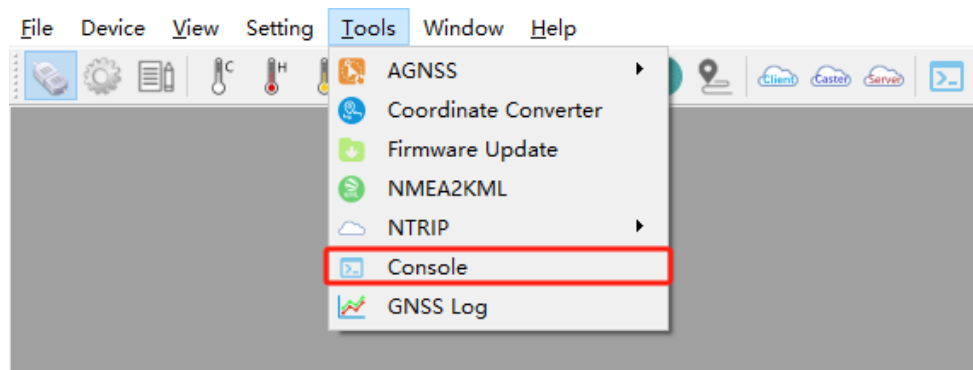 File Device View Setting Tools Window Help
C H Client Caster Server >_
AGNSS
Coordinate Converter
Firmware Update
NMEA2KML
NTRIP
Console
GNSS Log